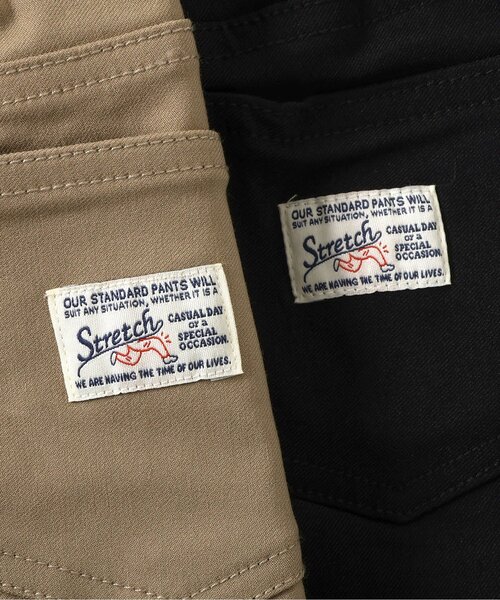 OUR STANDARD PANTS WILL
SUIT ANY SITUATION, WHETHER IT IS A
Stretch
CASUAL DAY
or a
SPECIAL
OCCASION.
WE ARE HAVING THE TIME OF OUR LIVES.
OUR STANDARD PANTS WILL
SUIT ANY SITUATION, WHETHER IT IS A
Stretch
CASUAL DAY
or a
SPECIAL
OCCASION.
WE ARE HAVING THE TIME OF OUR LIVES.